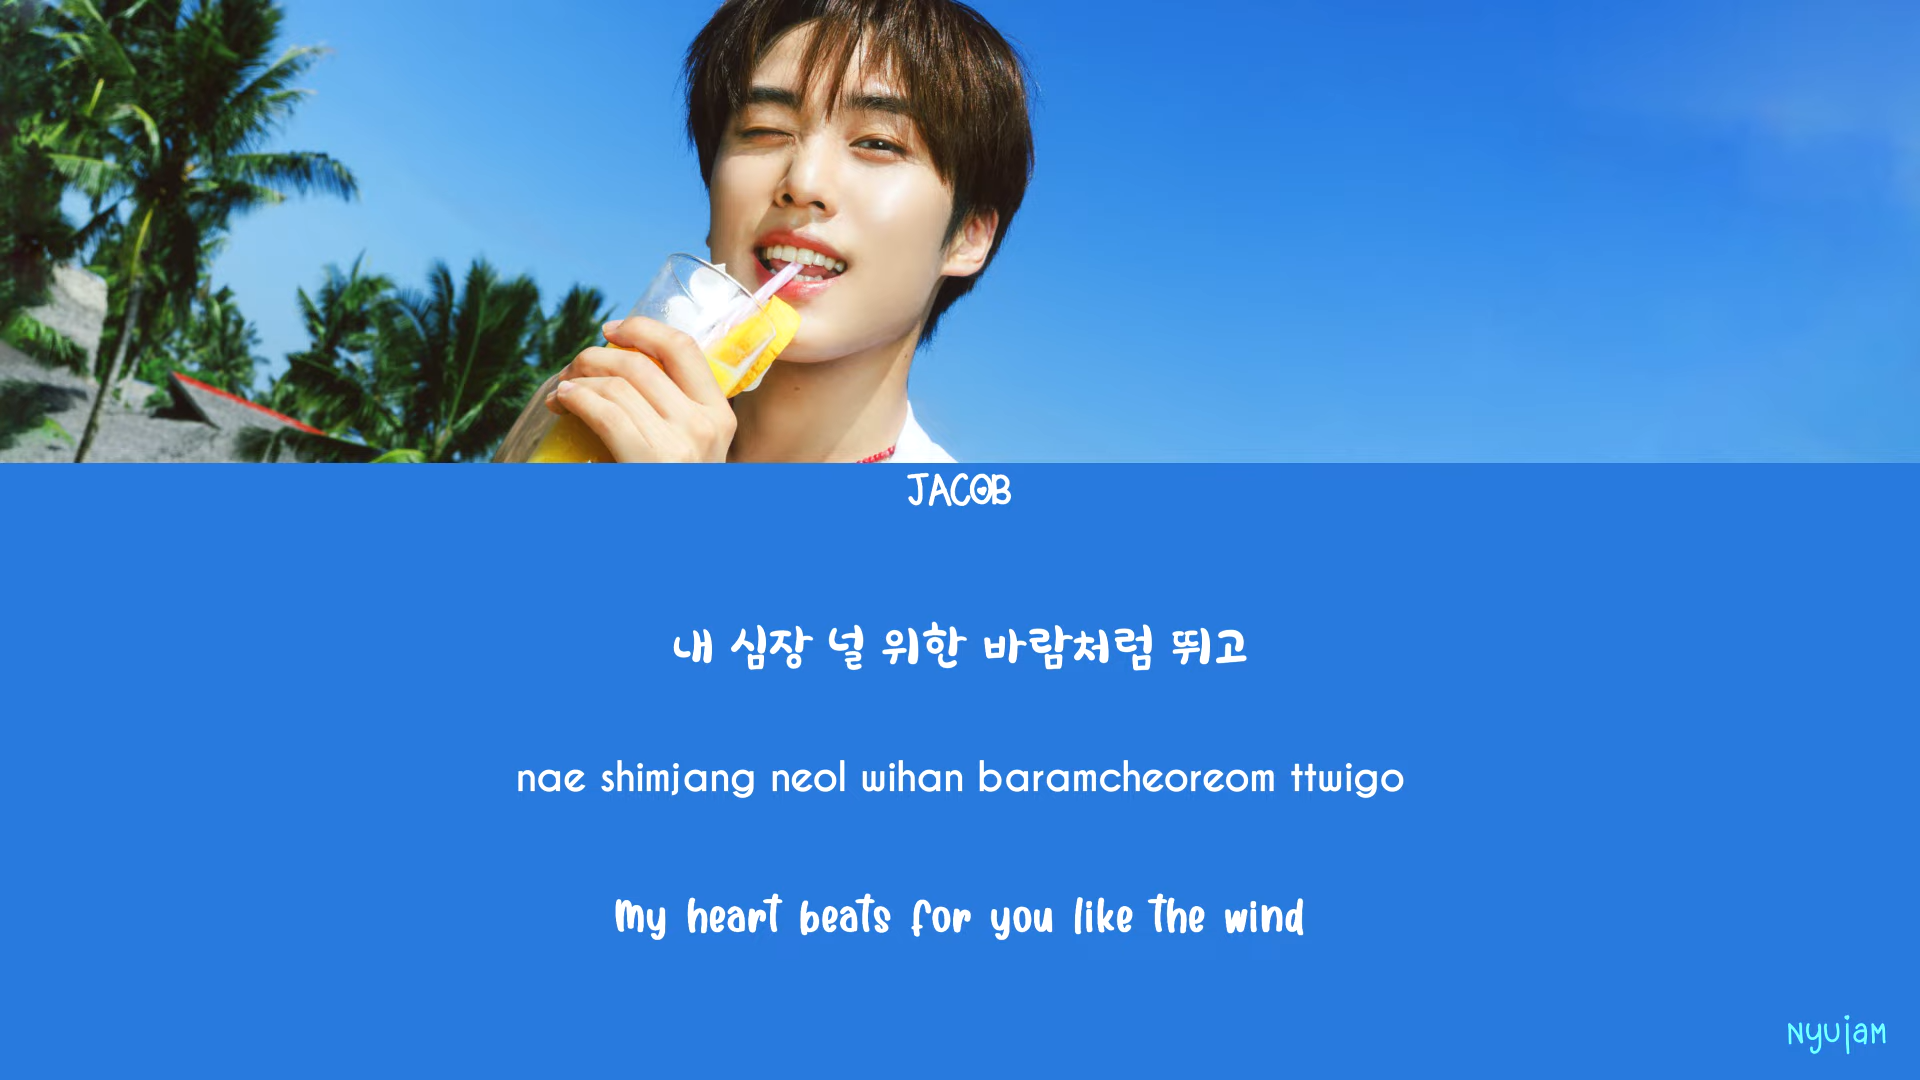 JACOB
내 심장 널 위한 바람처럼 뛰고
nae shimjang neol wihan baramcheoreom ttwigo
My heart beats for you like the wind
NyujaM